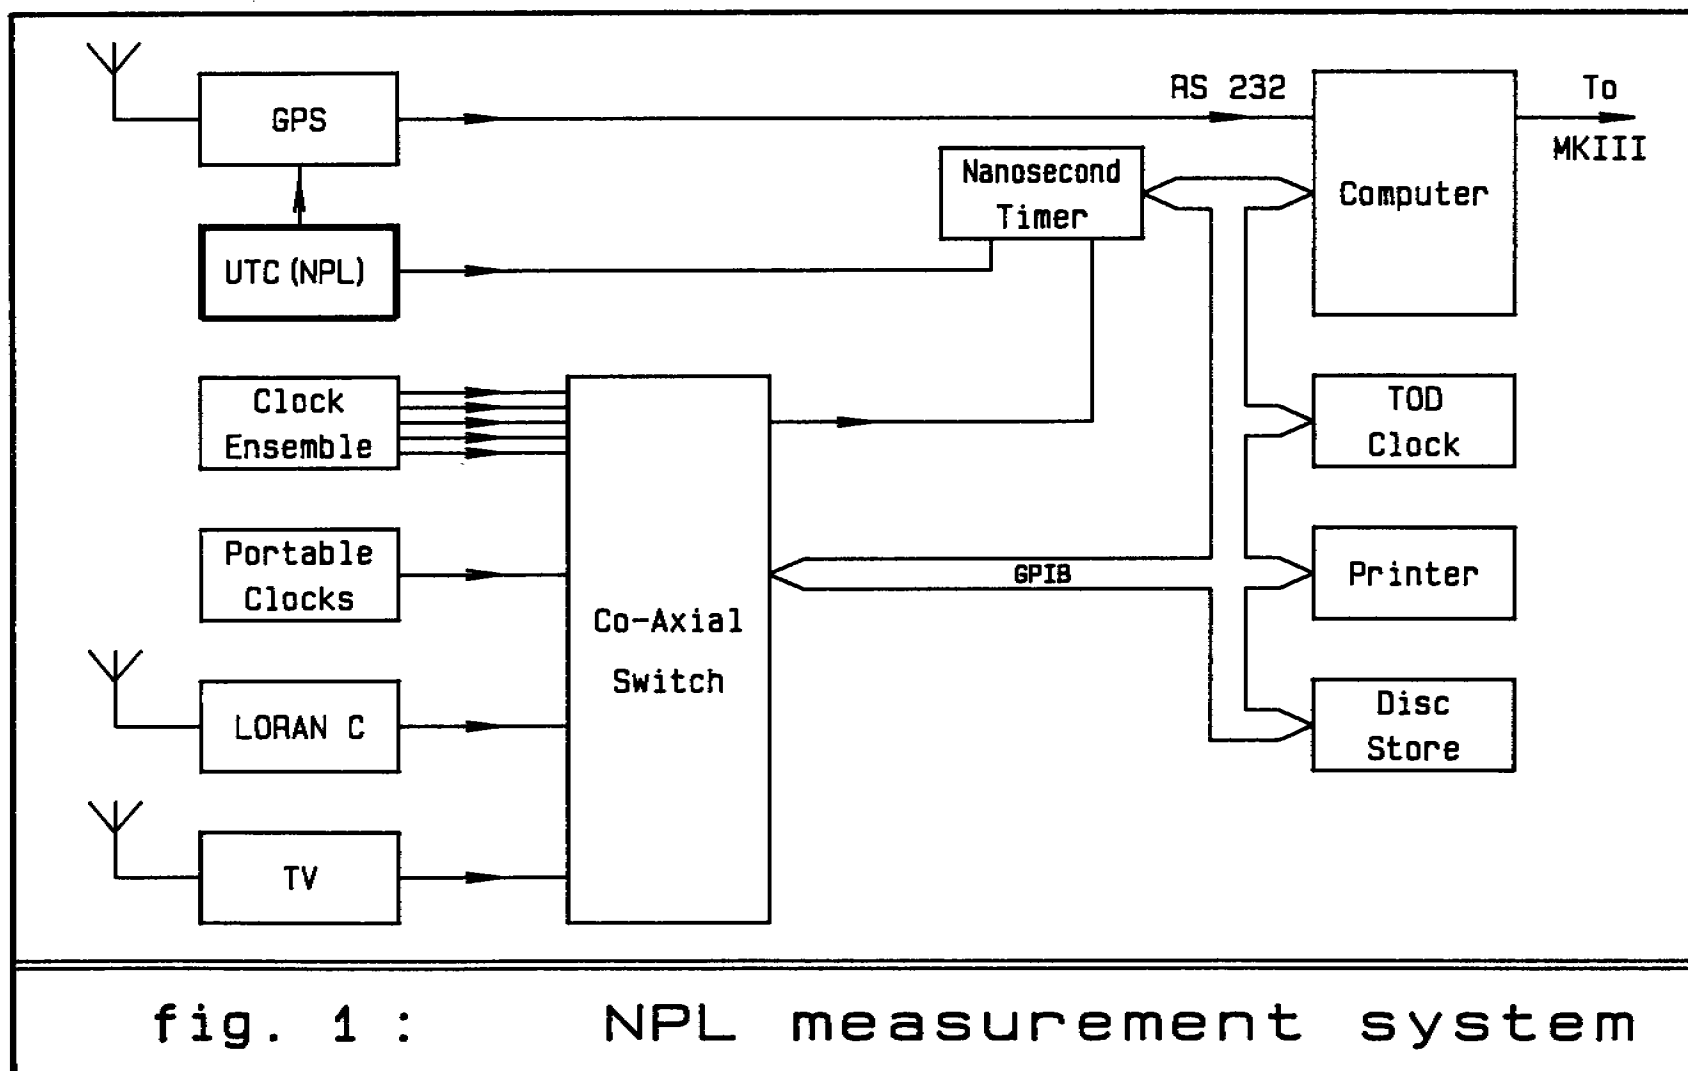 GPS
RS 232
To
MKIII
Nanosecond
Timer
Computer
UTC (NPL)
Clock
Ensemble
TOD
Clock
Portable
Clocks
GPIB
Printer
Co-Axial
Switch
LORAN C
Disc
Store
TV
fig. 1 : NPL measurement system